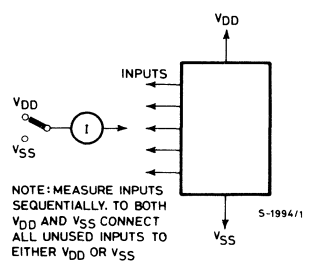 VDD
INPUTS
VDD
I
VSS
NOTE: MEASURE INPUTS
SEQUENTIALLY. TO BOTH
VDD AND VSS CONNECT
ALL UNUSED INPUTS TO
EITHER VDD OR VSS
S-1994/1
VSS